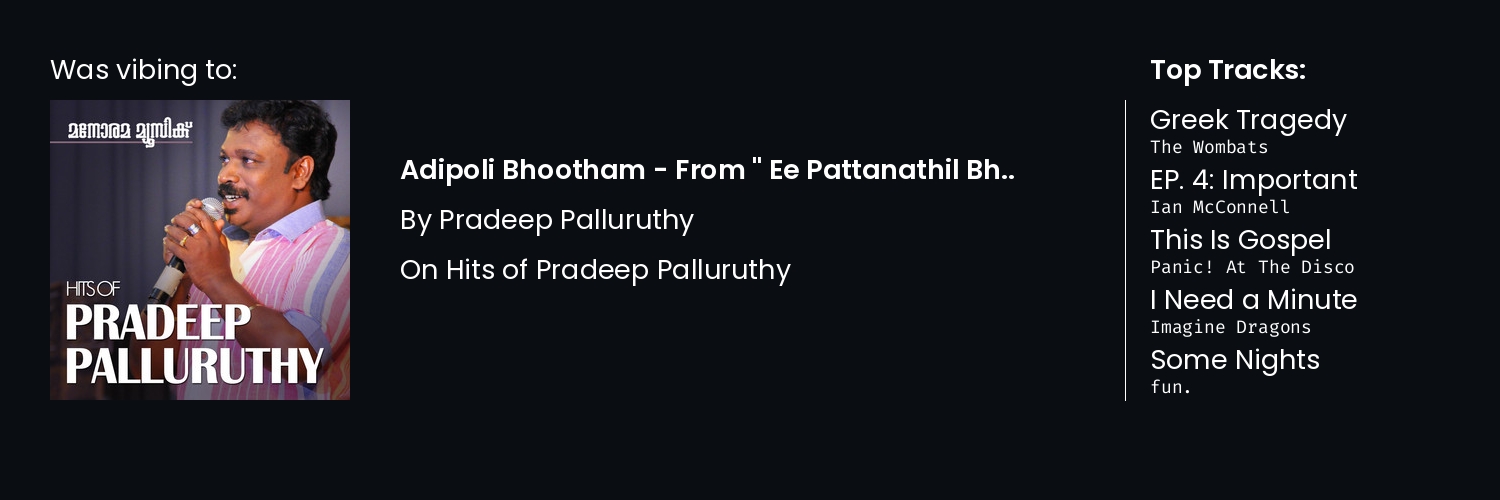 Was vibing to:
മനോരമ മ്യൂസിക്
HITS OF
PRADEEP
PALLURUTHY
Adipoli Bhootham - From " Ee Pattanathil Bh..
By Pradeep Palluruthy
On Hits of Pradeep Palluruthy
Top Tracks:
Greek Tragedy
The Wombats
EP. 4: Important
Ian McConnell
This Is Gospel
Panic! At The Disco
I Need a Minute
Imagine Dragons
Some Nights
fun.